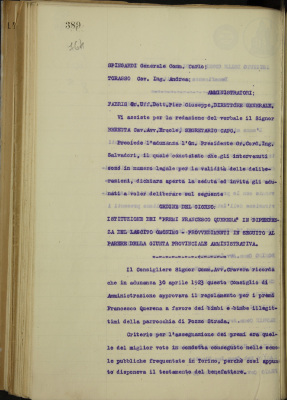 389
SPINGARDI Generale Comm. Carlo;
TORASSO Cav. Ing. Andrea;
AMMINISTRATORI;
FABRIS Gr.Uff.Dott.Pier Giuseppe,DIRETTORE GENERALE.
Vi assiste per la redazione del verbale il Signor
Cav.Avv.Ercole, SEGRETARIO CAPO.
Presiede l'adunanza l'On. Presidente Gr.Cord.Ing.
Salvadori, il quale constatato che gli intervenuti
sono in numero legale per la validità delle delibe-
razioni, dichiara aperta la seduta ed invita gli adu-
nati a voler deliberare sul seguente
ORDINE DEL GIORNO.
ISTITUZIONE DEI "PREMI FRANCESCO QUERENA" IN DIPENDEN-
ZA DEL LASCITO OMONIMO - PROVVEDIMENTI IN SEGUITO AL
PARERE DELLA GIUNTA PROVINCIALE AMMINISTRATIVA.
Il Consigliere Signor Comm.Avv.Cravero ricorda
che in adunanza 30 aprile 1923 questo Consiglio di
Amministrazione approvava il regolamento per i premi
Francesco Querena a favore dei bimbi e bimbe illegit-
timi della parrocchia di Pozzo Strada.
Criterio per l'assegnazione dei premi era quel-
lo del miglior voto in condotta conseguito nelle scuo-
le pubbliche frequentate in Torino, perchè così appun-
to disponeva il testamento del benefattore.